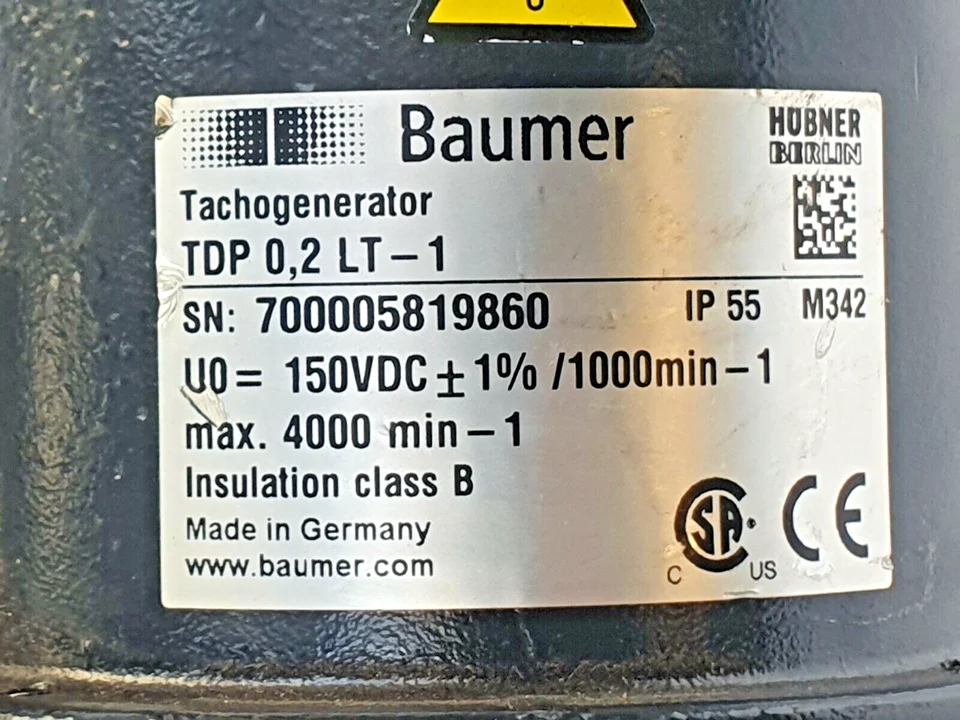 Baumer
HÜBNER
BERLIN
Tachogenerator
TDP 0,2 LT-1
SN: 700005819860 IP 55 M342
U0 = 150VDC ± 1% /1000min-1
max. 4000 min-1
Insulation class B
Made in Germany
www.baumer.com
C SA US CE